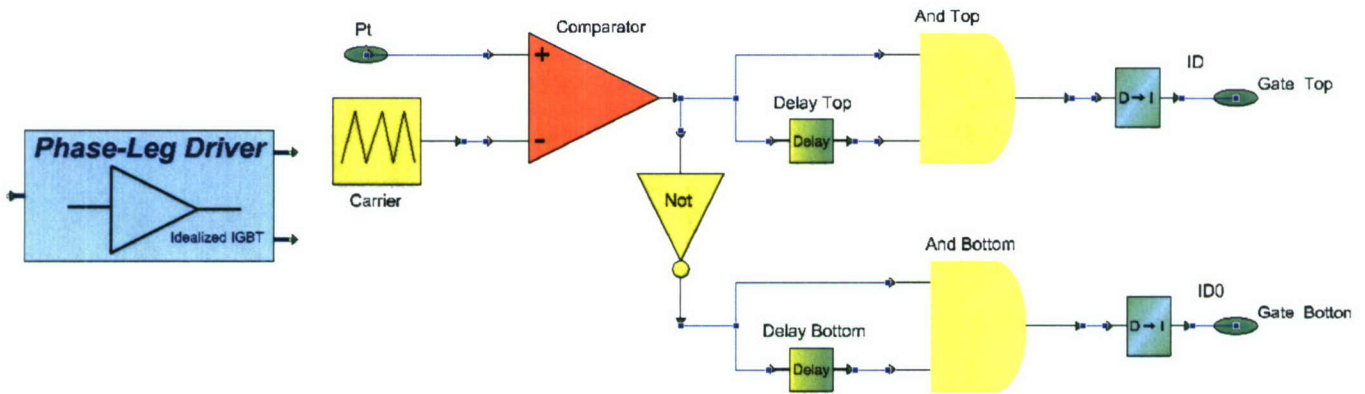 Phase-Leg Driver
Idealized IGBT
Pt
Comparator
And Top
+
-
Carrier
Delay Top
Delay
D→I
ID
Gate Top
Not
And Bottom
Delay Bottom
Delay
D→I
ID0
Gate Botton